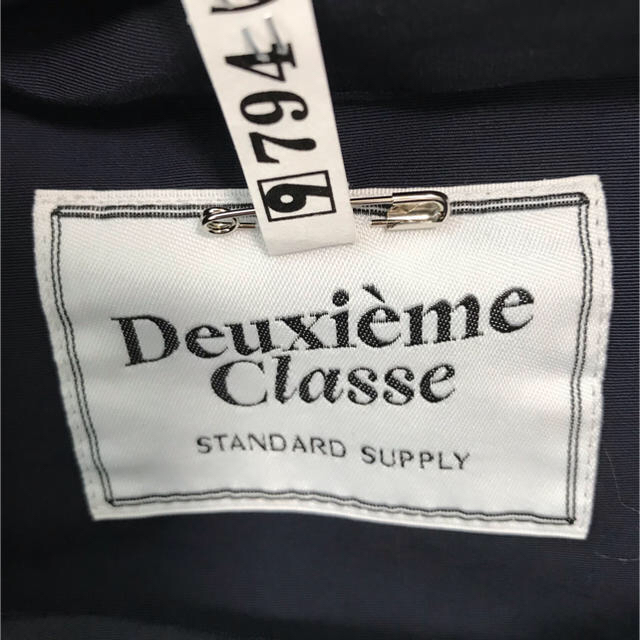 9794
Deuxième
Classe
STANDARD SUPPLY